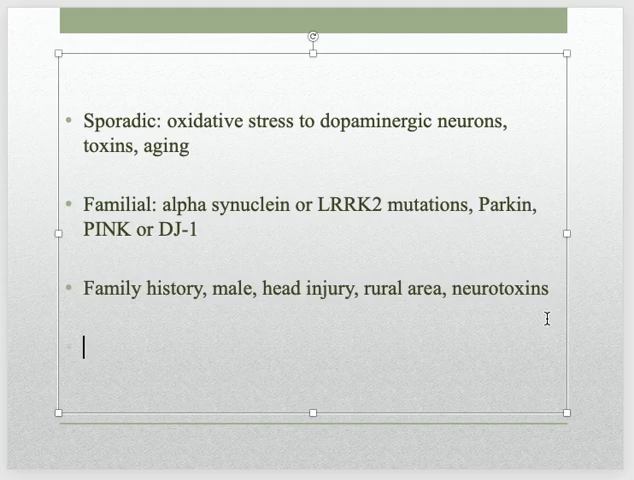 • Sporadic: oxidative stress to dopaminergic neurons,
toxins, aging
• Familial: alpha synuclein or LRRK2 mutations, Parkin,
PINK or DJ-1
• Family history, male, head injury, rural area, neurotoxins